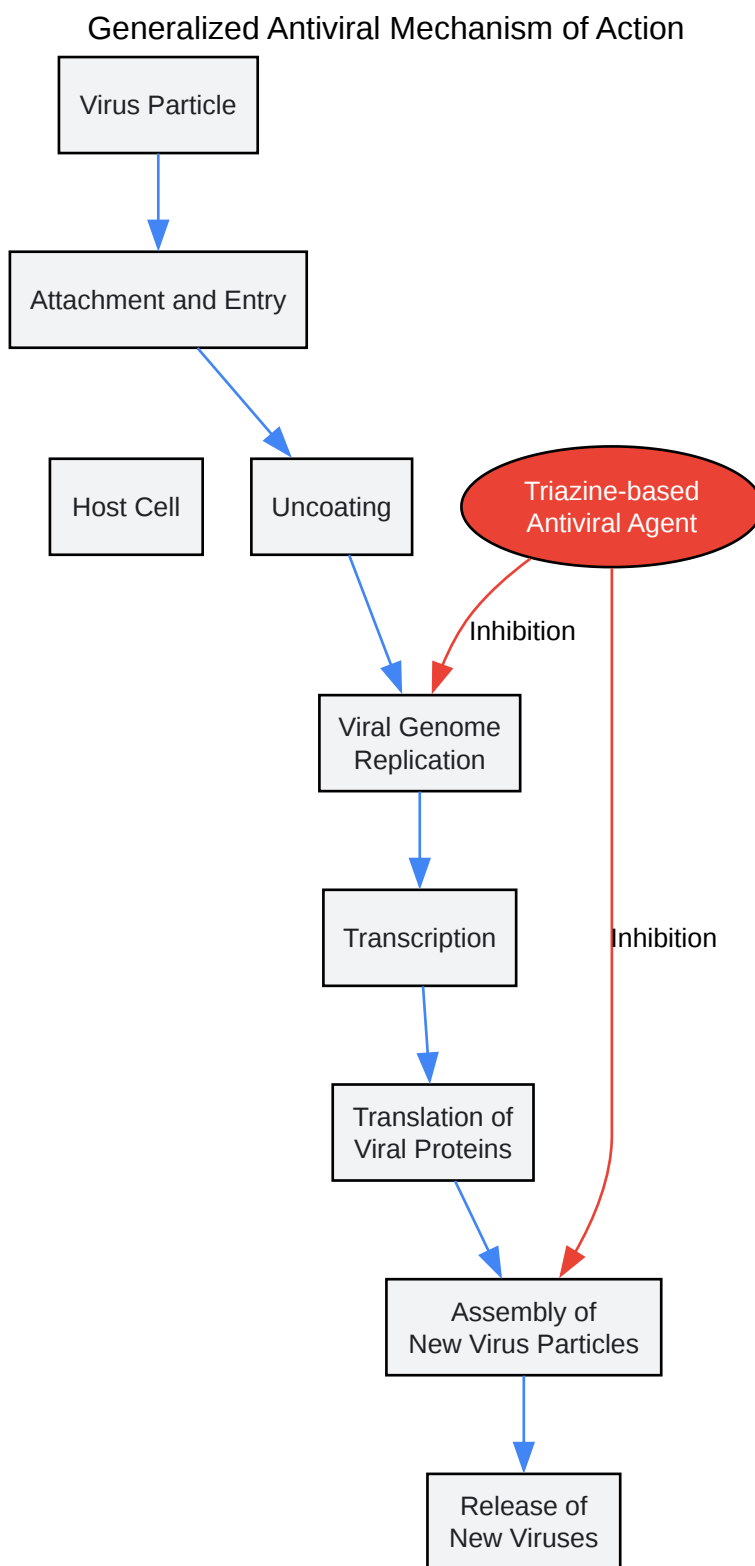 Generalized Antiviral Mechanism of Action
Virus Particle
Attachment and Entry
Host Cell
Uncoating
Triazine-based
Antiviral Agent
Inhibition
Viral Genome
Replication
Transcription
Inhibition
Translation of
Viral Proteins
Assembly of
New Virus Particles
Release of
New Viruses